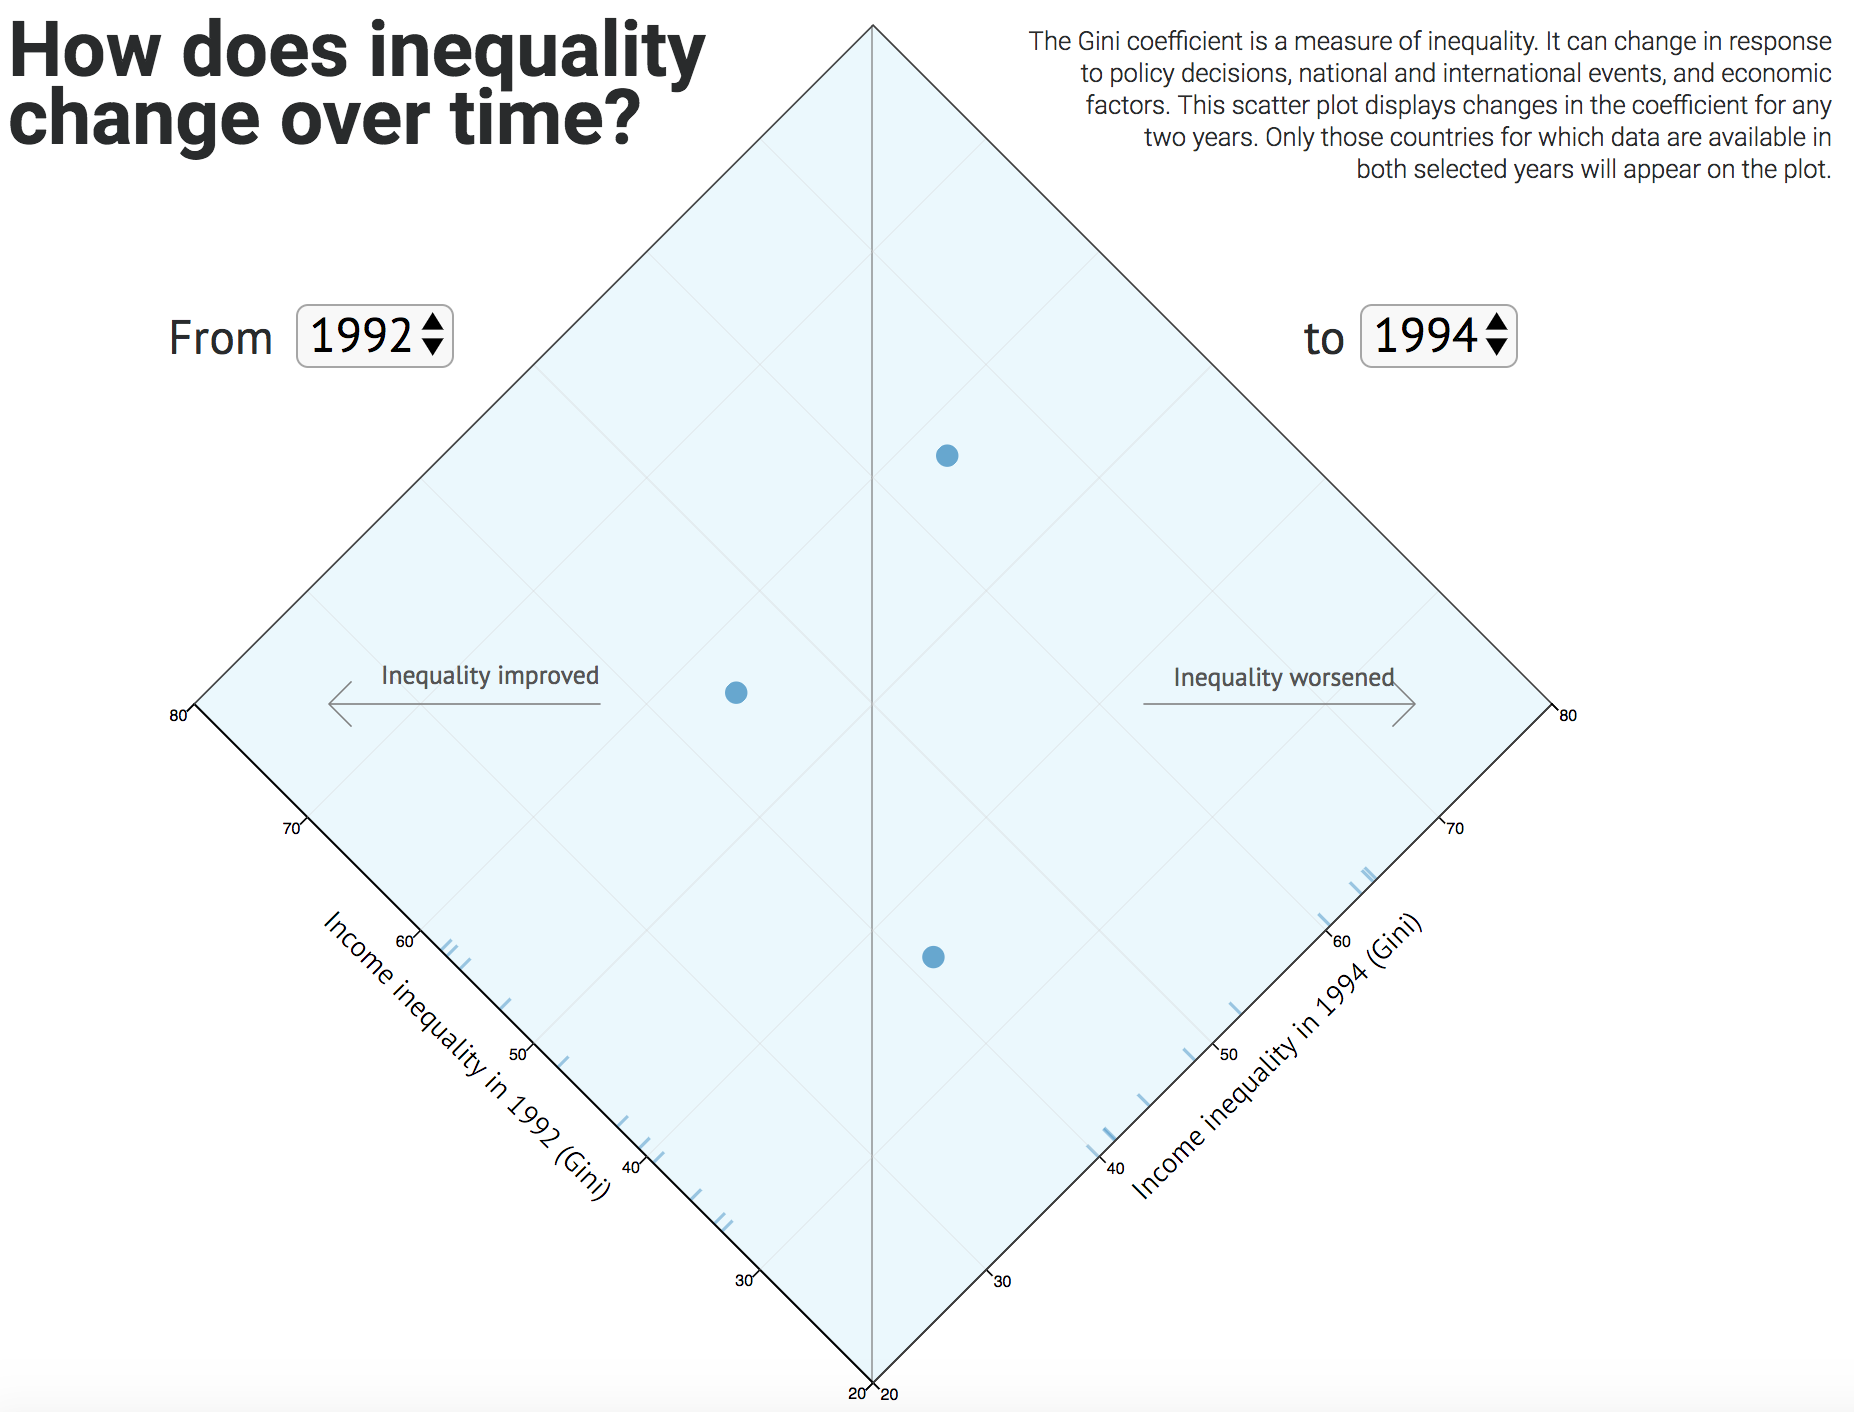 How does inequality
change over time?
The Gini coefficient is a measure of inequality. It can change in response
to policy decisions, national and international events, and economic
factors. This scatter plot displays changes in the coefficient for any
two years. Only those countries for which data are available in
both selected years will appear on the plot.
From 1992
to 1994
Inequality improved
Inequality worsened
80
70
60
50
40
30
20
Income inequality in 1992 (Gini)
80
70
60
50
40
30
20
Income inequality in 1994 (Gini)